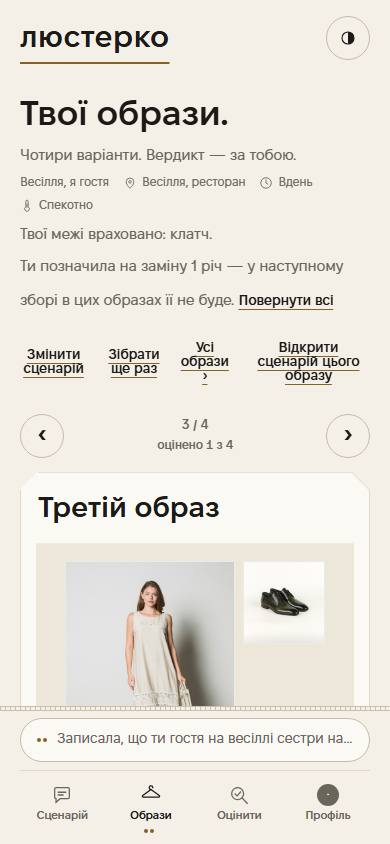 люстерко
Твої образи.
Чотири варіанти. Вердикт — за тобою.
Весілля, я гостя Весілля, ресторан Вдень
Спекотно
Твої межі враховано: клатч.
Ти позначила на заміну 1 річ — у наступному
зборі в цих образах її не буде. Повернути всі
Змінити
сценарій
Зібрати
ще раз
Усі
образи
›
Відкрити
сценарій цього
образу
‹
3 / 4
оцінено 1 з 4
›
Третій образ
Записала, що ти гостя на весіллі сестри на...
Сценарій Образи Оцінити Профіль